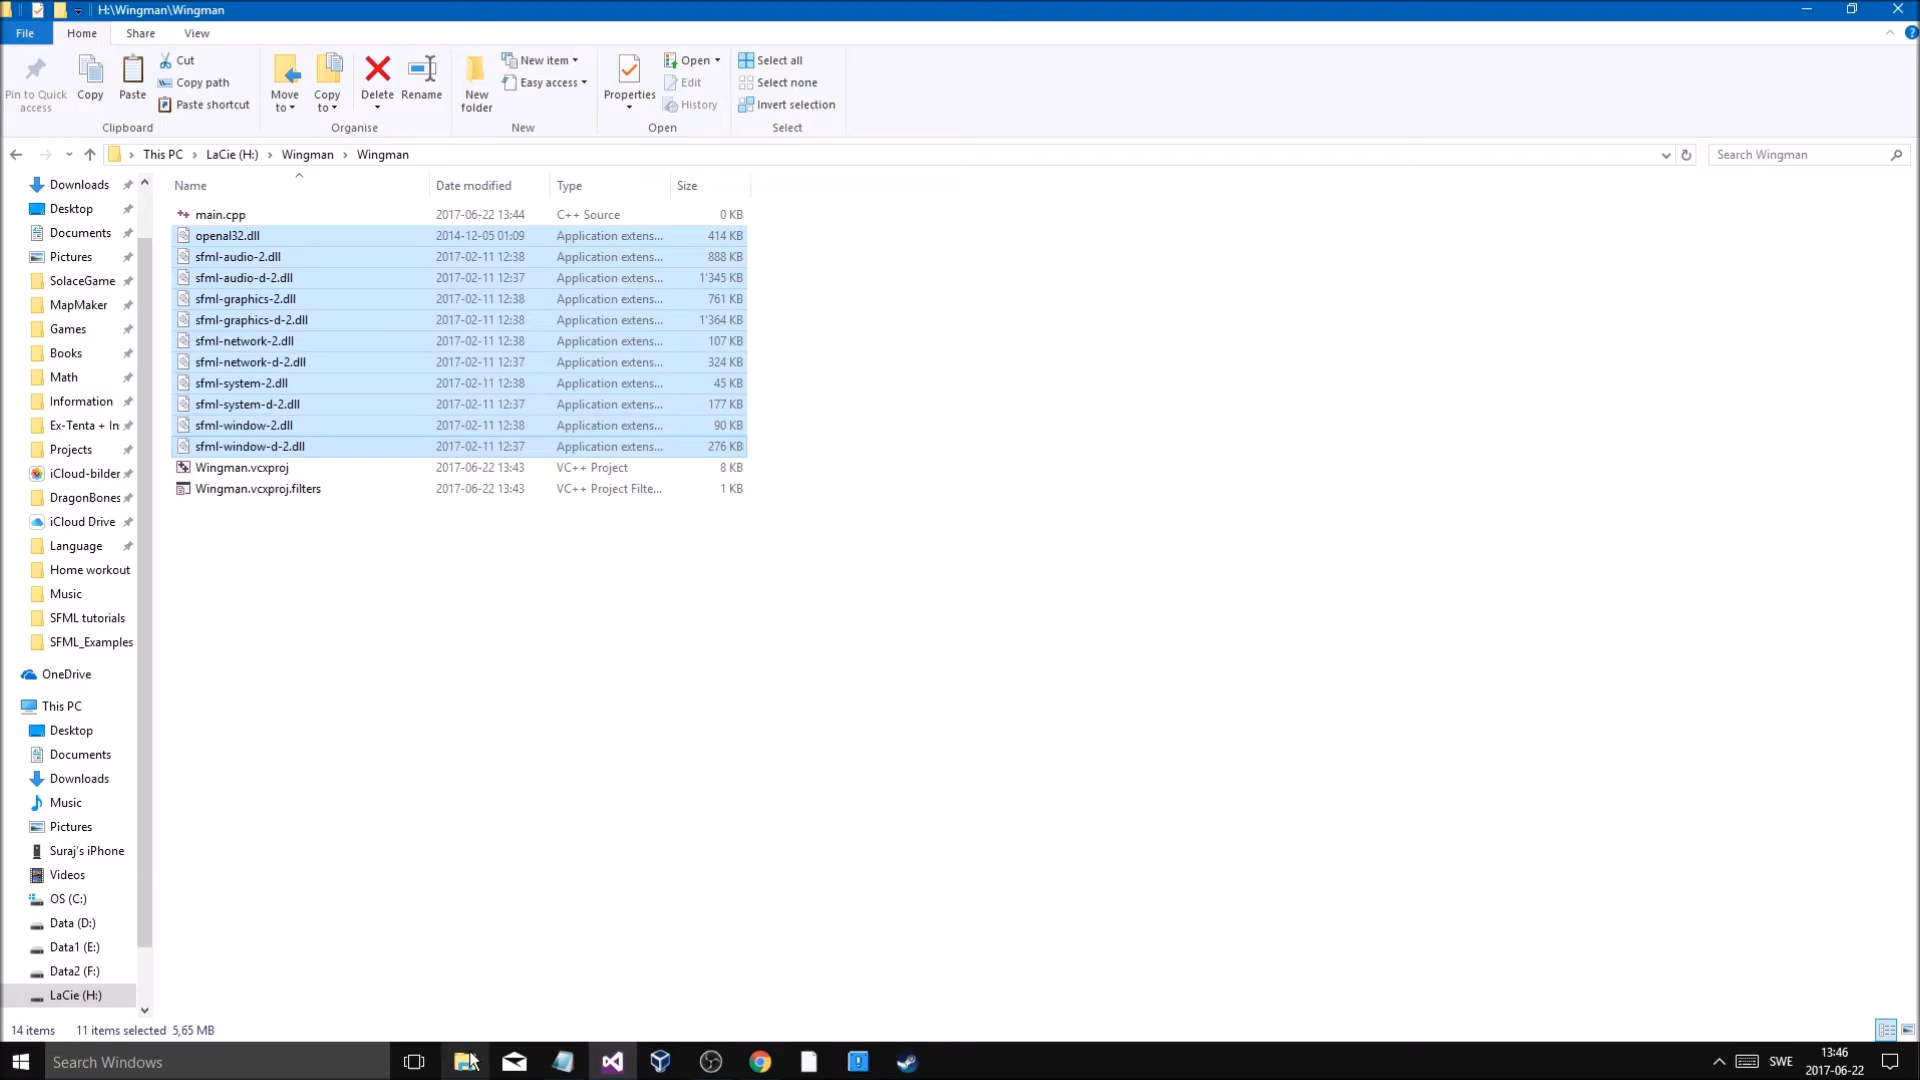 H:\Wingman\Wingman
File Home Share View
Pin to Quick access
Copy
Paste
Cut
Copy path
Paste shortcut
Clipboard
Move to
Copy to
Delete
Rename
Organise
New folder
New item
Easy access
New
Properties
Open
Edit
History
Open
Select all
Select none
Invert selection
Select
This PC › LaCie (H:) › Wingman › Wingman
Search Wingman
Name Date modified Type Size
main.cpp 2017-06-22 13:44 C++ Source 0 KB
openal32.dll 2014-12-05 01:09 Application extens... 414 KB
sfml-audio-2.dll 2017-02-11 12:38 Application extens... 888 KB
sfml-audio-d-2.dll 2017-02-11 12:37 Application extens... 1'345 KB
sfml-graphics-2.dll 2017-02-11 12:38 Application extens... 761 KB
sfml-graphics-d-2.dll 2017-02-11 12:38 Application extens... 1'364 KB
sfml-network-2.dll 2017-02-11 12:38 Application extens... 107 KB
sfml-network-d-2.dll 2017-02-11 12:37 Application extens... 324 KB
sfml-system-2.dll 2017-02-11 12:38 Application extens... 45 KB
sfml-system-d-2.dll 2017-02-11 12:37 Application extens... 177 KB
sfml-window-2.dll 2017-02-11 12:38 Application extens... 90 KB
sfml-window-d-2.dll 2017-02-11 12:37 Application extens... 276 KB
Wingman.vcxproj 2017-06-22 13:43 VC++ Project 8 KB
Wingman.vcxproj.filters 2017-06-22 13:43 VC++ Project Filte... 1 KB
Downloads
Desktop
Documents
Pictures
SolaceGame
MapMaker
Games
Books
Math
Information
Ex-Tenta + In
Projects
iCloud-bilder
DragonBones
iCloud Drive
Language
Home workout
Music
SFML tutorials
SFML_Examples
OneDrive
This PC
Desktop
Documents
Downloads
Music
Pictures
Suraj's iPhone
Videos
OS (C:)
Data (D:)
Data1 (E:)
Data2 (F:)
LaCie (H:)
14 items 11 items selected 5,65 MB
Search Windows
SWE
13:46
2017-06-22